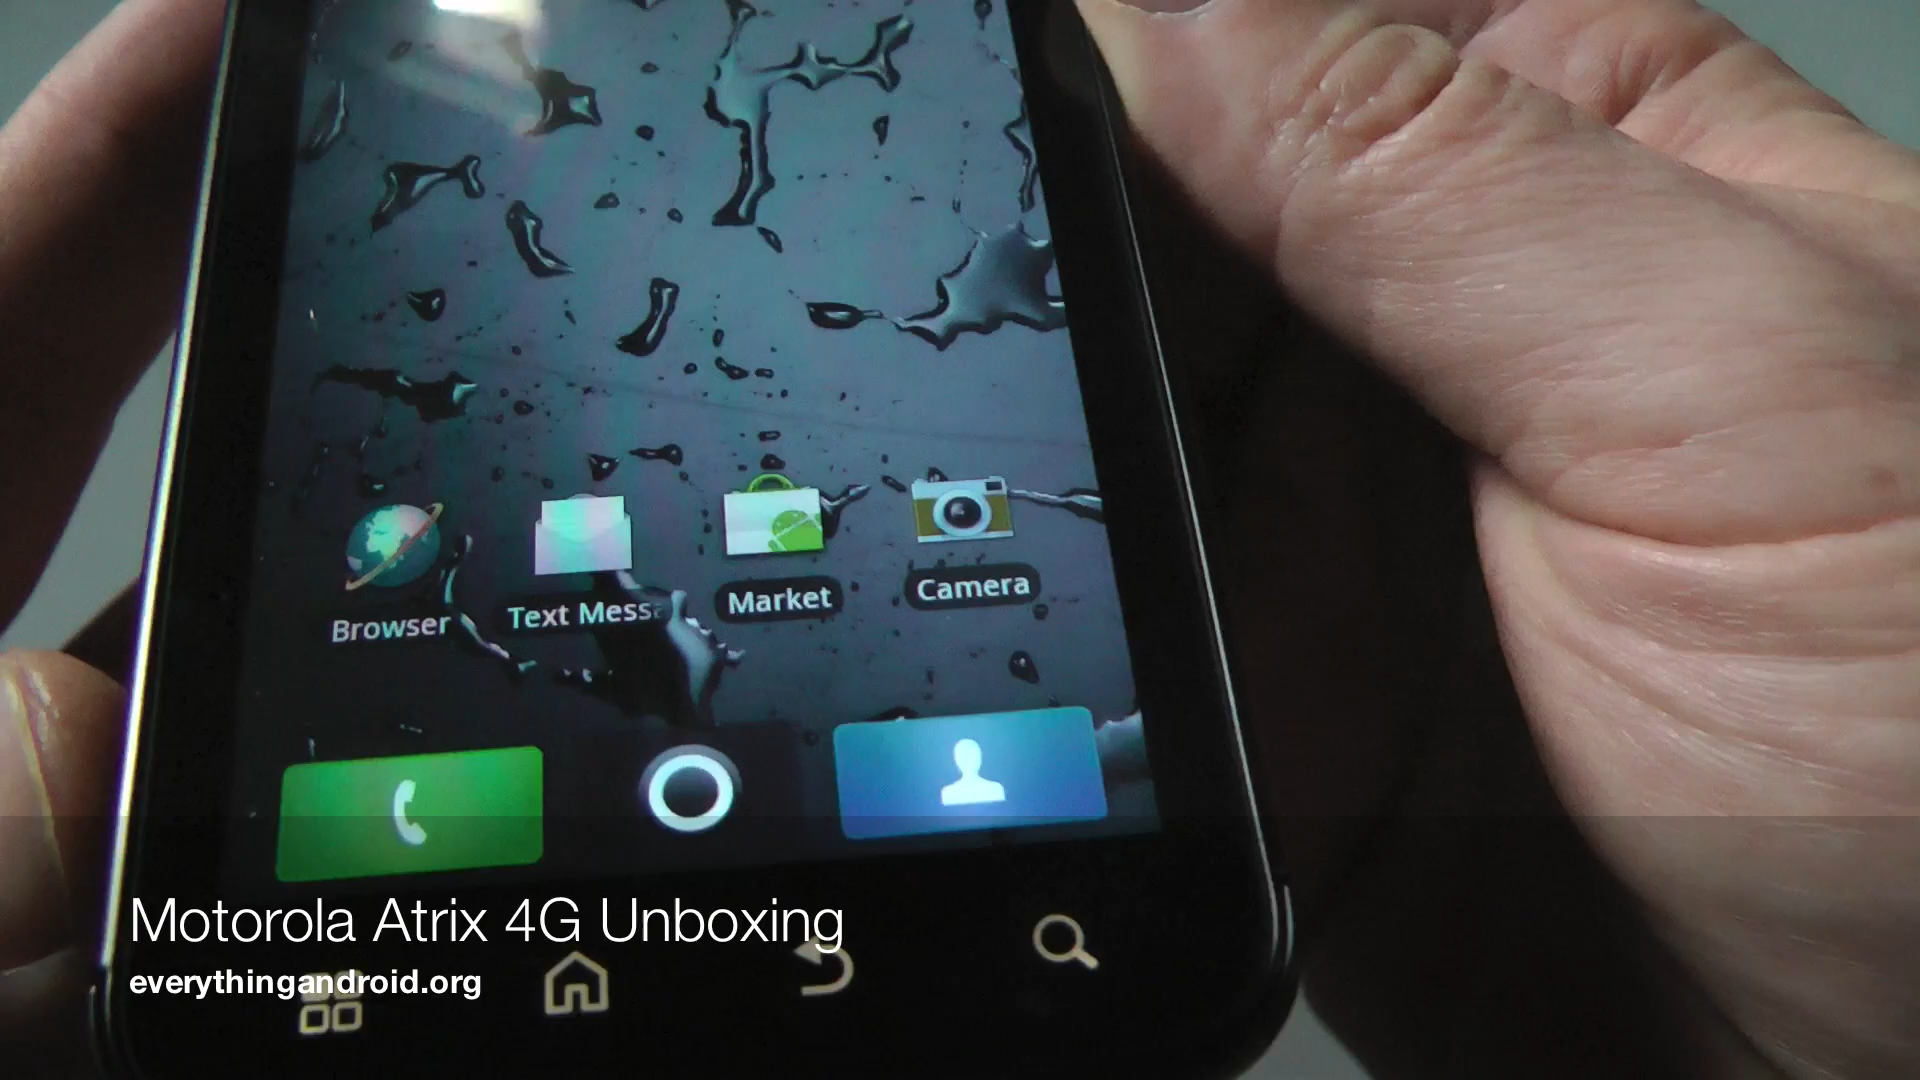 Browser
Text Mess
Market
Camera
Motorola Atrix 4G Unboxing
everythingandroid.org